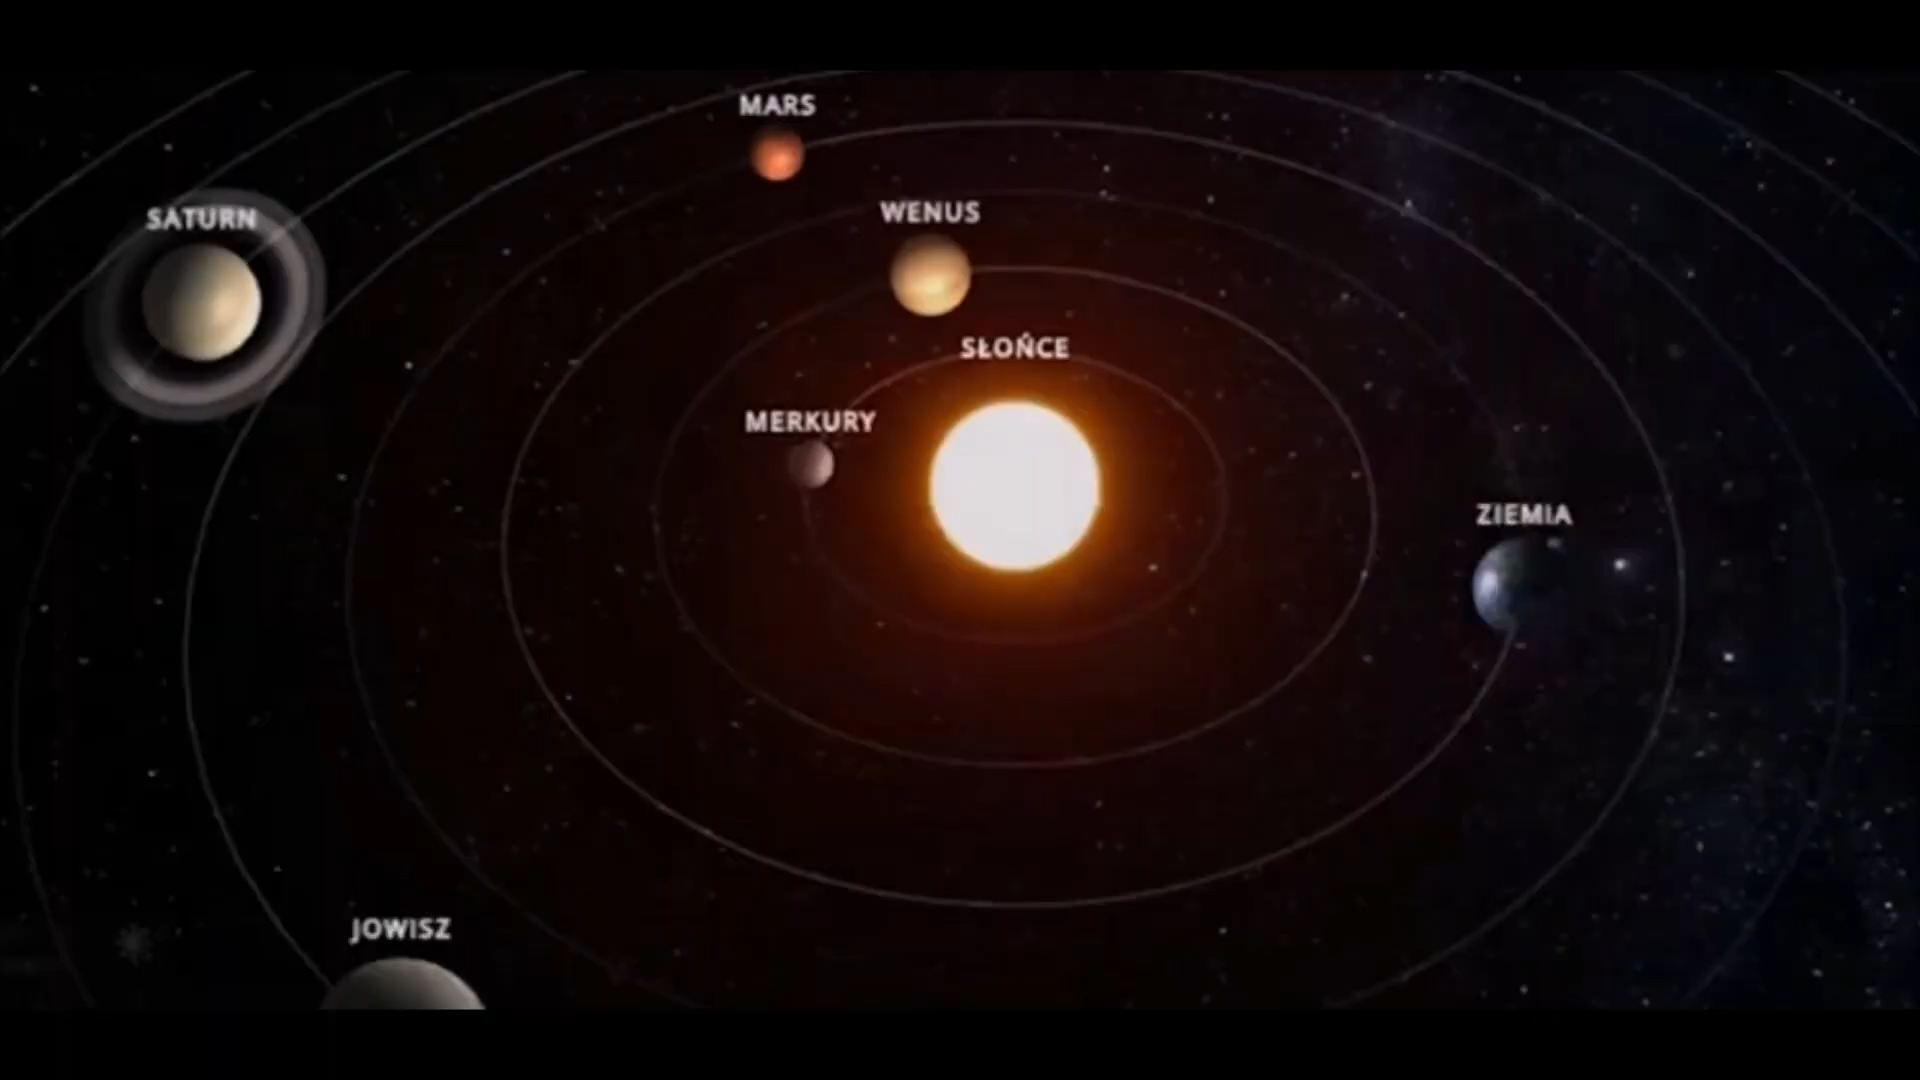 MARS
WENUS
SATURN
SŁOŃCE
MERKURY
ZIEMIA
JOWISZ